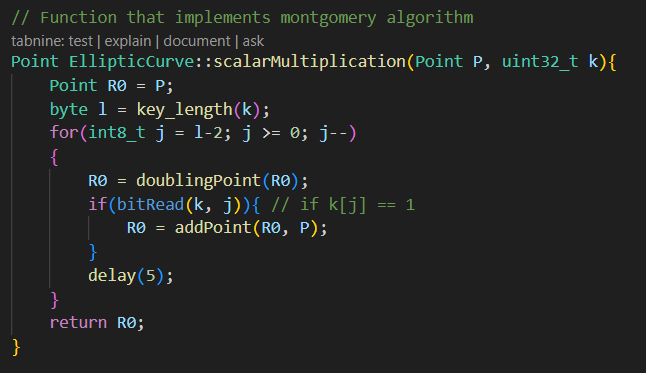 // Function that implements montgomery algorithm
tabnine: test | explain | document | ask
Point EllipticCurve::scalarMultiplication(Point P, uint32_t k){
    Point R0 = P;
    byte l = key_length(k);
    for(int8_t j = l-2; j >= 0; j--)
    {
        R0 = doublingPoint(R0);
        if(bitRead(k, j)){ // if k[j] == 1
            R0 = addPoint(R0, P);
        }
        delay(5);
    }
    return R0;
}